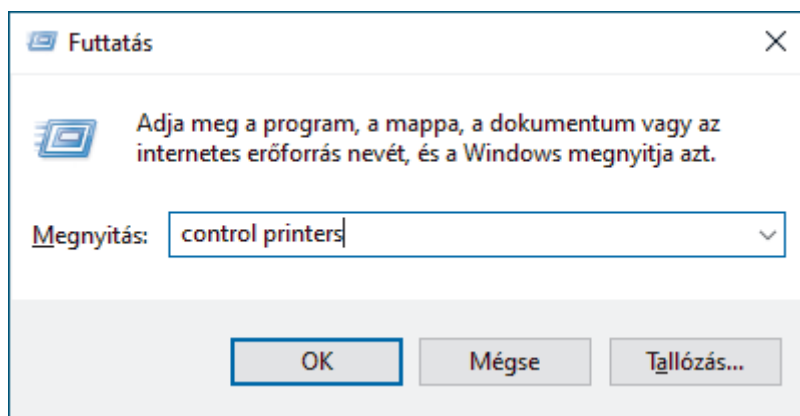 Futtatás
Adja meg a program, a mappa, a dokumentum vagy az
internetes erőforrás nevét, és a Windows megnyitja azt.
Megnyitás: control printers
OK Mégse Tallózás...